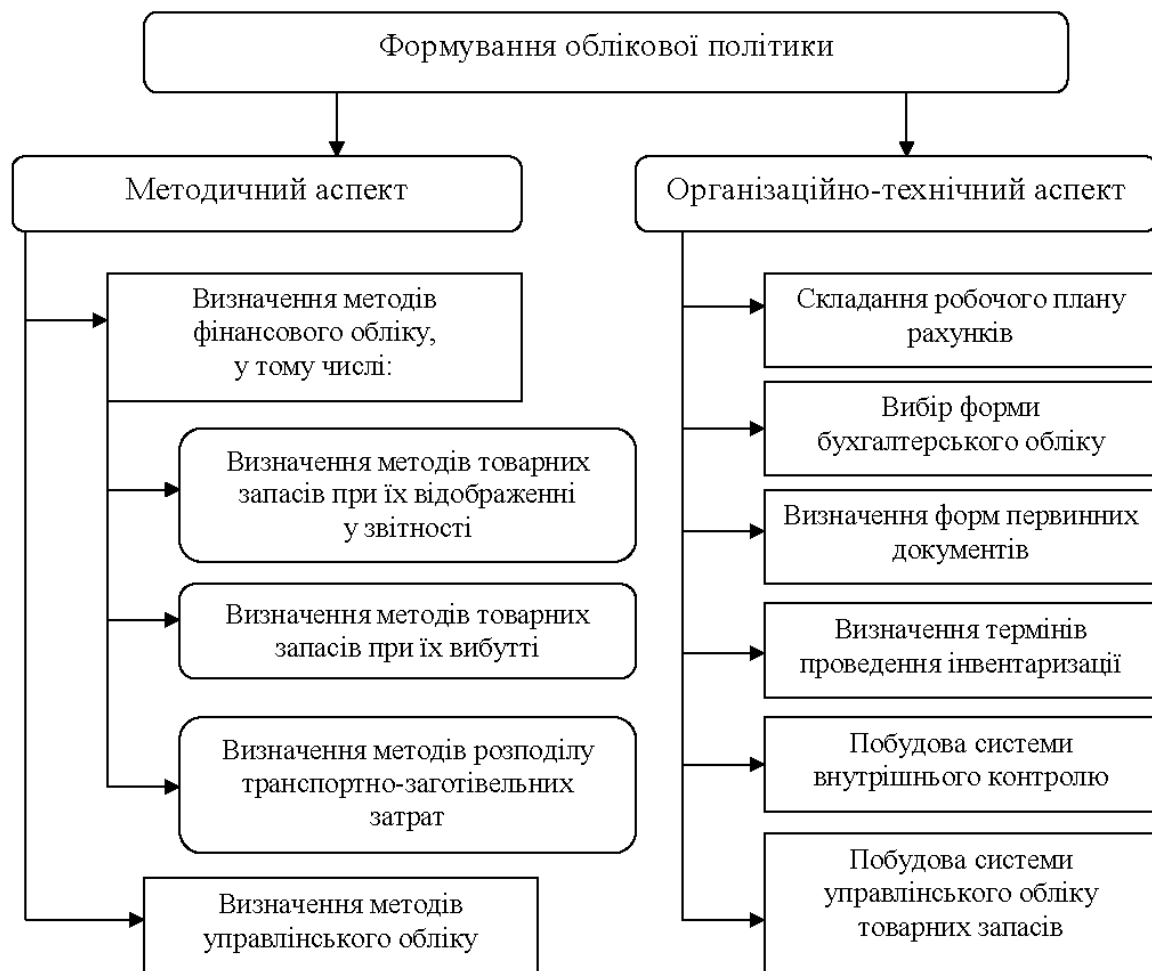 Формування облікової політики
Методичний аспект
Визначення методів
фінансового обліку,
у тому числі:
Визначення методів товарних
запасів при їх відображенні
у звітності
Визначення методів товарних
запасів при їх вибутті
Визначення методів розподілу
транспортно-заготівельних
затрат
Визначення методів
управлінського обліку
Організаційно-технічний аспект
Складання робочого плану
рахунків
Вибір форми
бухгалтерського обліку
Визначення форм первинних
документів
Визначення термінів
проведення інвентаризації
Побудова системи
внутрішнього контролю
Побудова системи
управлінського обліку
товарних запасів